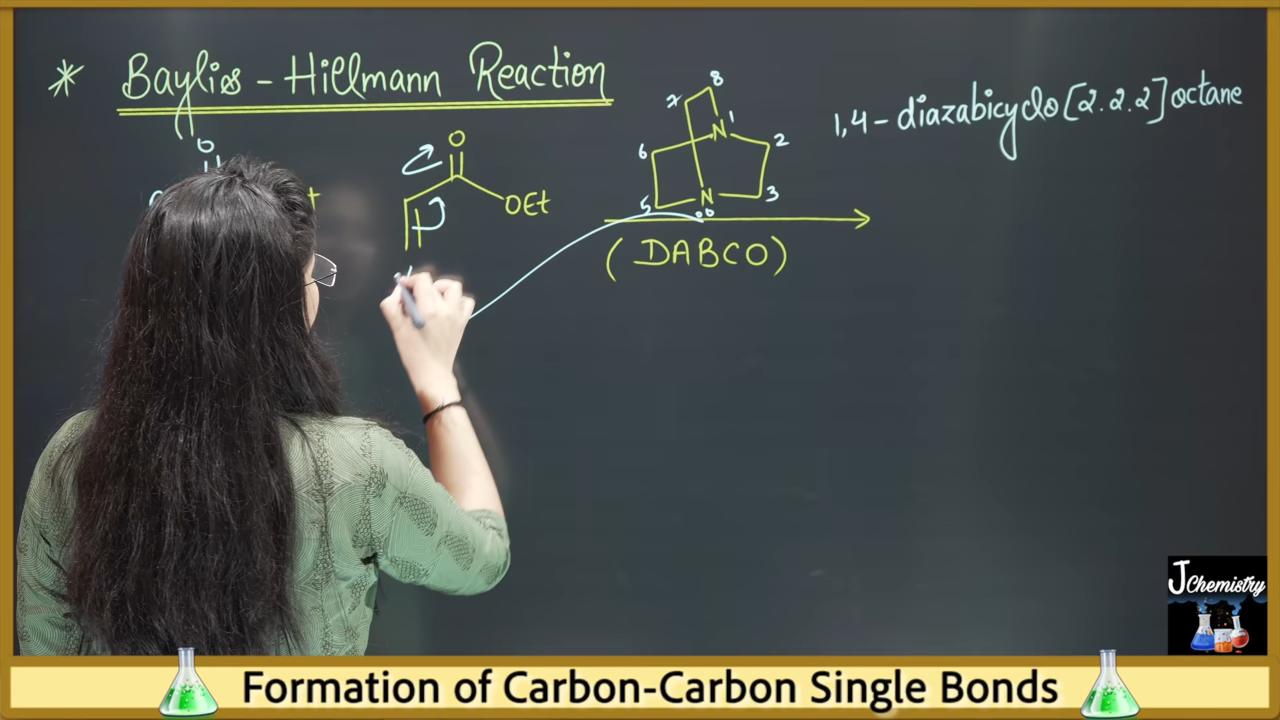 * Baylis - Hillmann Reaction
1,4 - diazabicyclo [2.2.2] octane
8
7
N 1
6
2
O
O
+
OEt
5
N
3
(DABCO)
J Chemistry
Formation of Carbon-Carbon Single Bonds